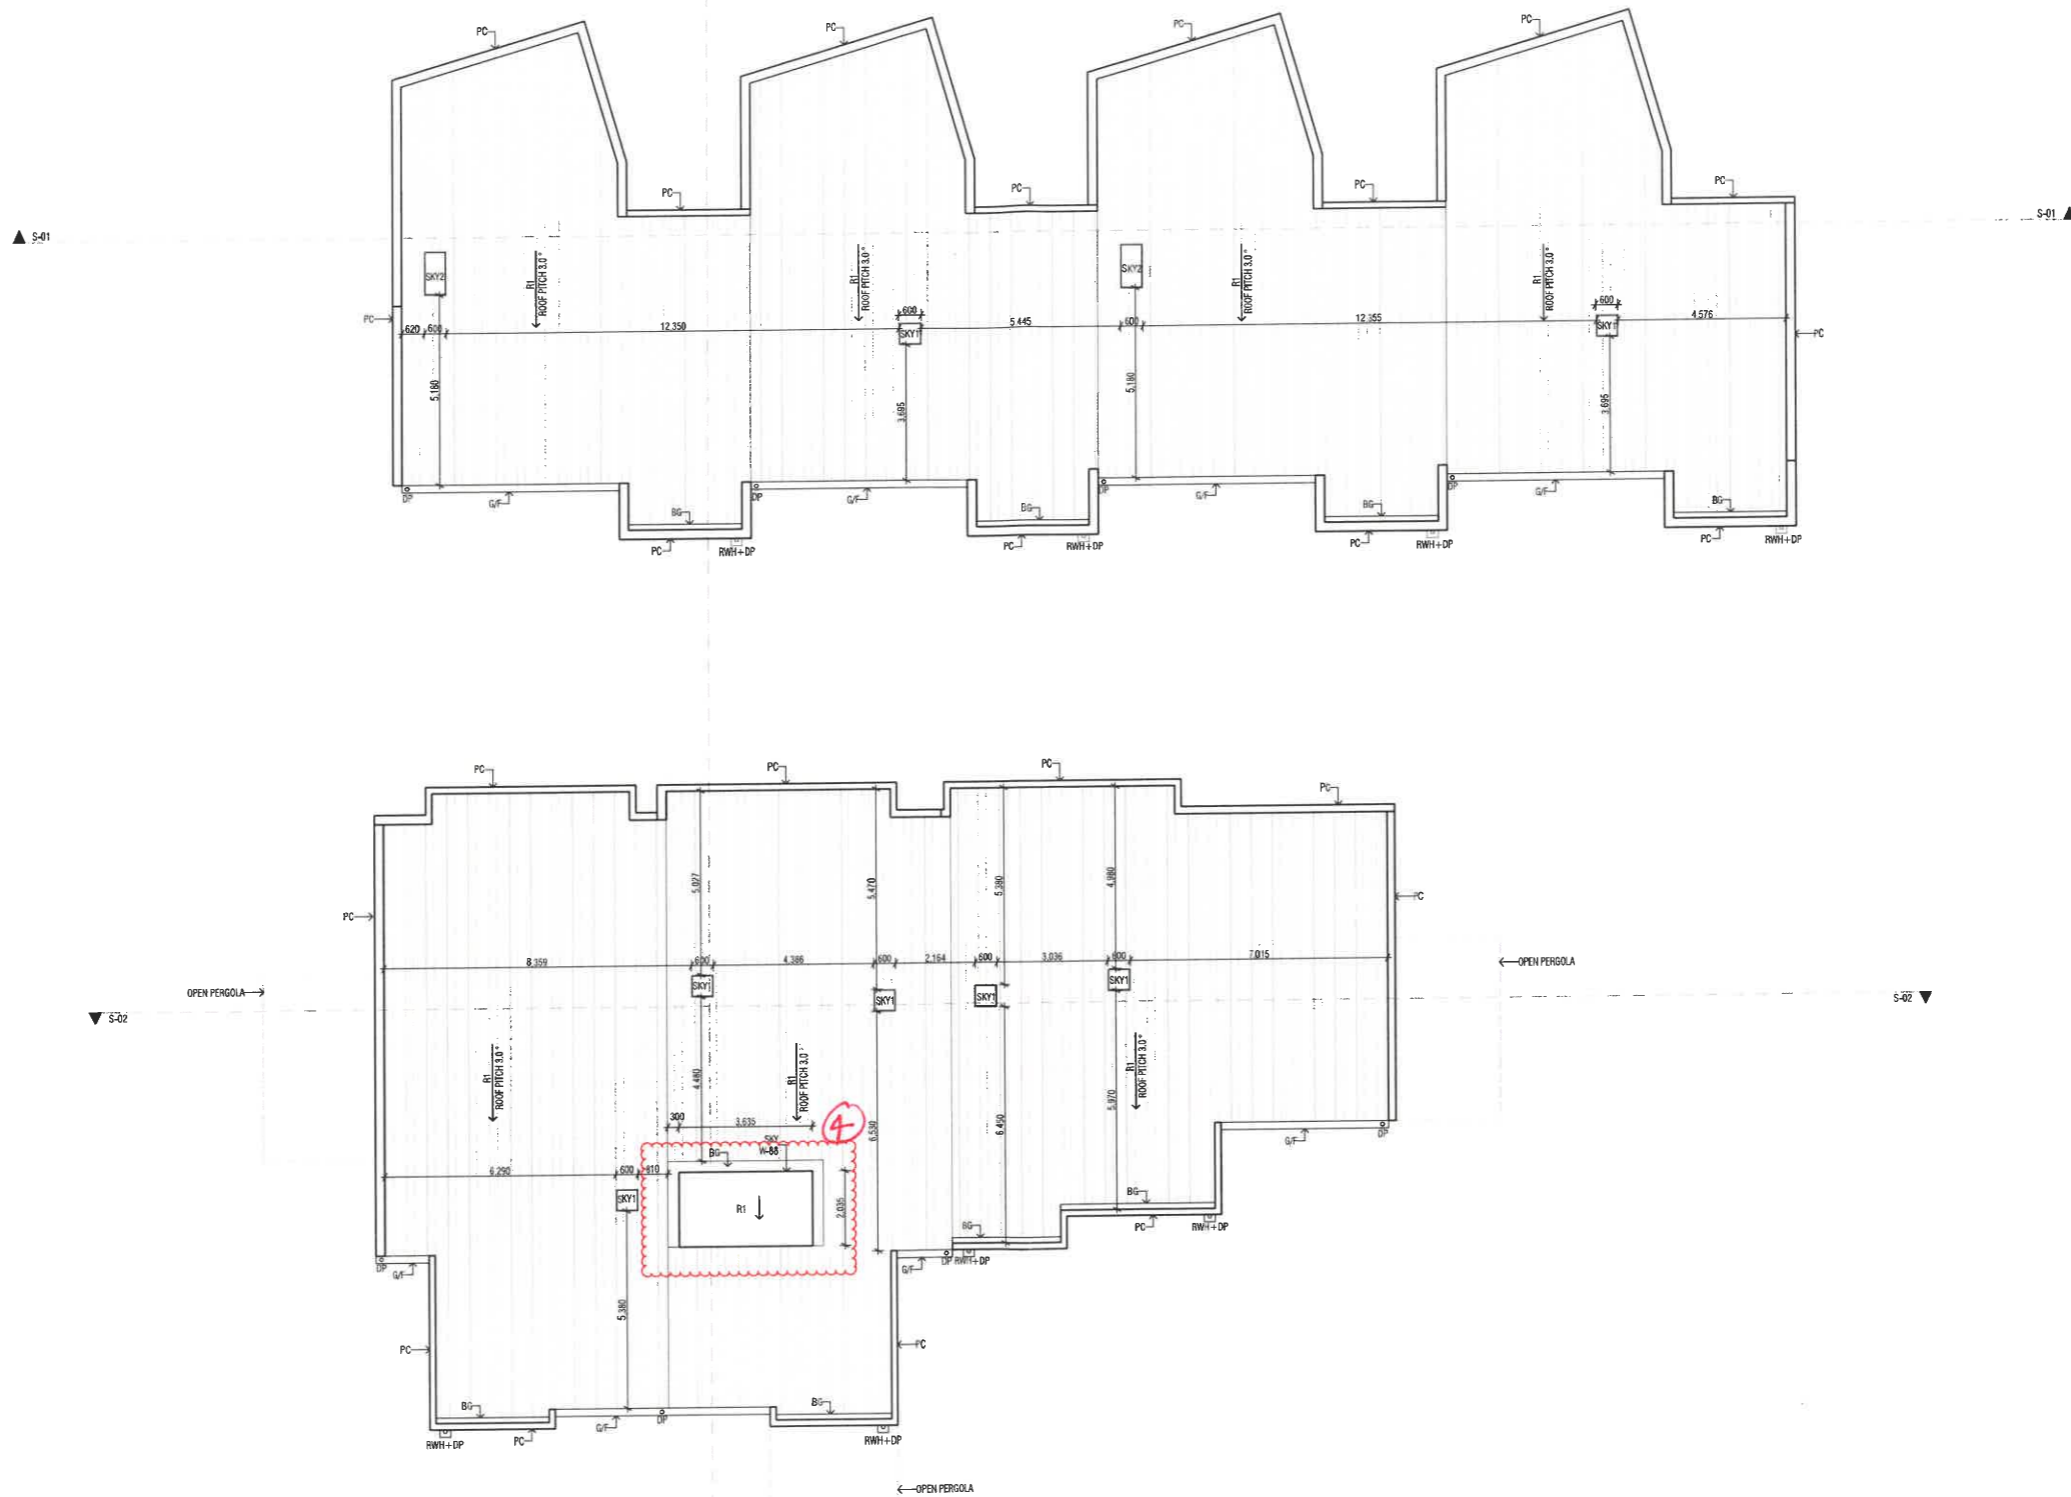 PC
PC
PC
PC
PC
PC
PC
PC
S-01
S-01
SKY2
R1
ROOF PITCH 3.0°
R1
ROOF PITCH 3.0°
SKY2
R1
ROOF PITCH 3.0°
R1
ROOF PITCH 3.0°
PC
620
600
12.350
600
SKY1
5.445
600
12.355
600
SKY1
4.576
PC
5.180
3.695
5.180
3.695
DP
G/F
DP
G/F
DP
G/F
DP
G/F
BG
BG
BG
BG
PC
RWH+DP
PC
RWH+DP
PC
RWH+DP
PC
RWH+DP
PC
PC
PC
PC
5.027
5.470
5.380
4.980
PC
PC
8.359
600
4.386
600
2.164
600
3.036
600
7.015
OPEN PERGOLA
OPEN PERGOLA
SKY1
SKY1
SKY1
SKY1
S-02
S-02
R1
ROOF PITCH 3.0°
4.480
R1
ROOF PITCH 3.0°
R1
ROOF PITCH 3.0°
5.970
6.530
6.450
300
3.635
4
SKY
W-88
BG
6.290
600
810
SKY1
R1
2.035
G/F
DP
BG
BG
PC
RWH+DP
DP
G/F
G/F
DP
RWH+DP
5.380
PC
PC
BG
BG
G/F
DP
RWH+DP
PC
RWH+DP
OPEN PERGOLA